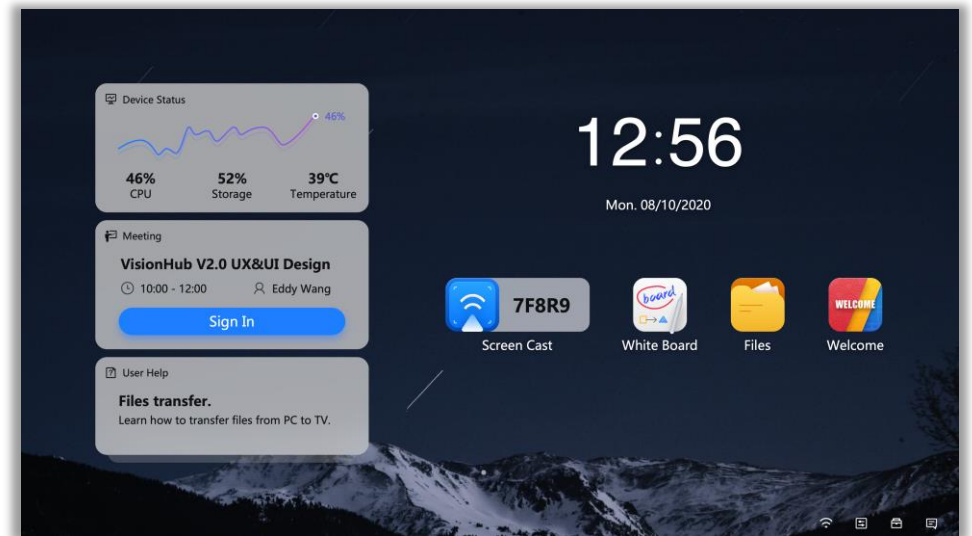 Device Status
46%
46% 52% 39℃
CPU Storage Temperature
Meeting
VisionHub V2.0 UX&UI Design
10:00 - 12:00 Eddy Wang
Sign In
User Help
Files transfer.
Learn how to transfer files from PC to TV.
12:56
Mon. 08/10/2020
7F8R9
board
WELCOME
Screen Cast White Board Files Welcome